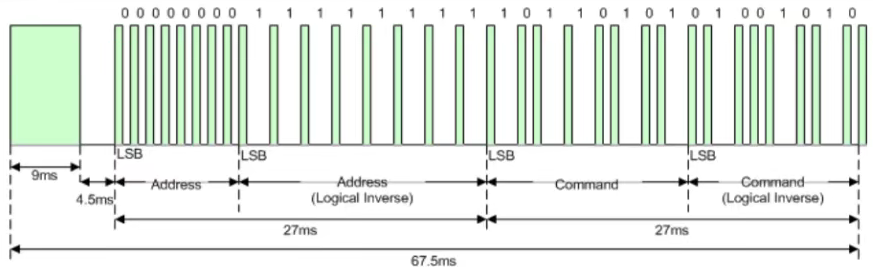 0 0 0 0 0 0 0 0 1 1 1 1 1 1 1 1 1 0 1 1 0 1 0 1 0 1 0 0 1 0 1 0
LSB LSB LSB LSB
9ms
4.5ms
Address
Address
(Logical Inverse)
Command
Command
(Logical Inverse)
27ms 27ms
67.5ms